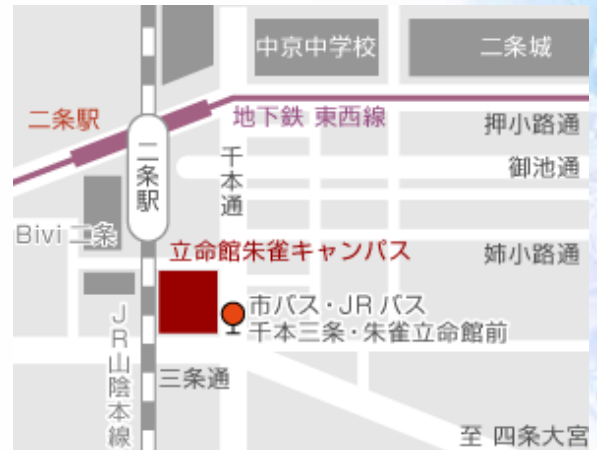 中京中学校
二条城
二条駅
地下鉄 東西線
押小路通
御池通
千本通
二条駅
Bivi 二条
立命館朱雀キャンパス
姉小路通
市バス・JRバス
千本三条・朱雀立命館前
JR山陰本線
三条通
至 四条大宮